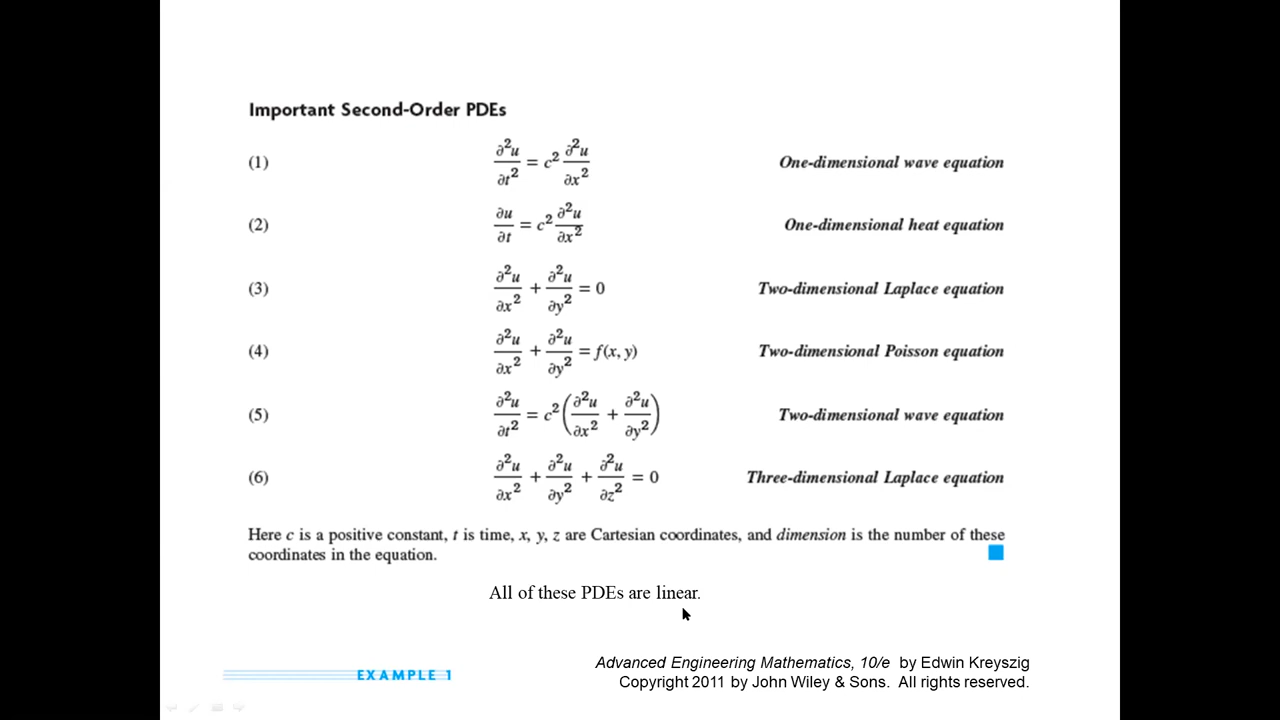 Important Second-Order PDEs
(1) ∂²u/∂t² = c² ∂²u/∂x² One-dimensional wave equation
(2) ∂u/∂t = c² ∂²u/∂x² One-dimensional heat equation
(3) ∂²u/∂x² + ∂²u/∂y² = 0 Two-dimensional Laplace equation
(4) ∂²u/∂x² + ∂²u/∂y² = f(x, y) Two-dimensional Poisson equation
(5) ∂²u/∂t² = c² (∂²u/∂x² + ∂²u/∂y²) Two-dimensional wave equation
(6) ∂²u/∂x² + ∂²u/∂y² + ∂²u/∂z² = 0 Three-dimensional Laplace equation
Here c is a positive constant, t is time, x, y, z are Cartesian coordinates, and dimension is the number of these
coordinates in the equation.
All of these PDEs are linear.
EXAMPLE 1
Advanced Engineering Mathematics, 10/e by Edwin Kreyszig
Copyright 2011 by John Wiley & Sons. All rights reserved.